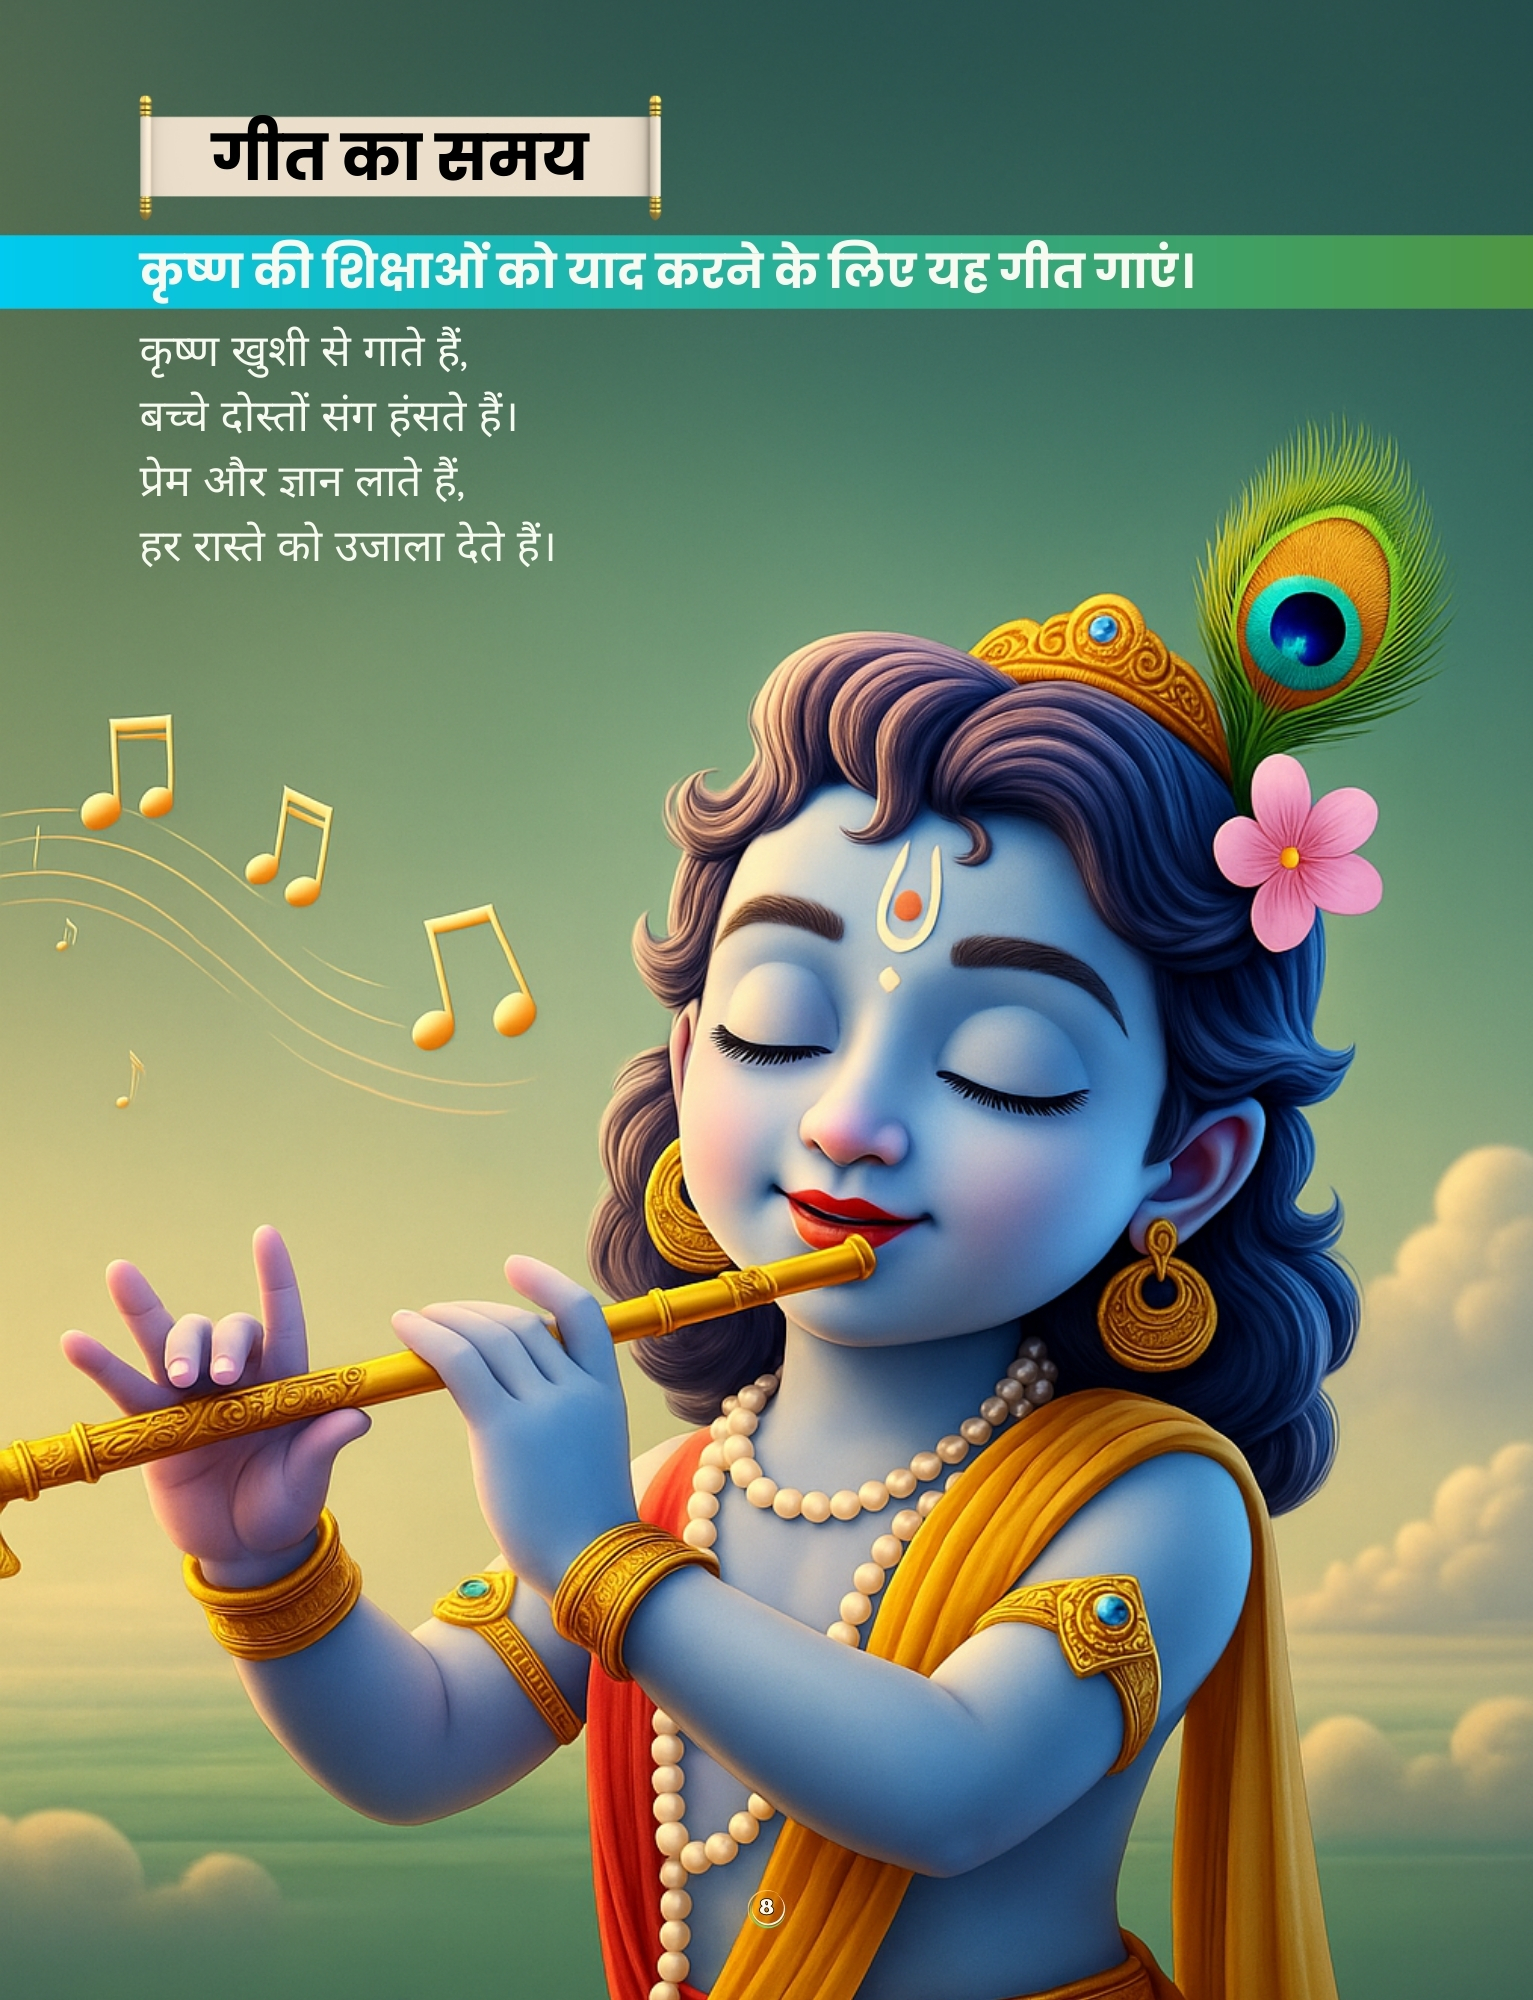 गीत का समय
कृष्ण की शिक्षाओं को याद करने के लिए यह गीत गाएं।
कृष्ण खुशी से गाते हैं,
बच्चे दोस्तों संग हंसते हैं।
प्रेम और ज्ञान लाते हैं,
हर रास्ते को उजाला देते हैं।
8